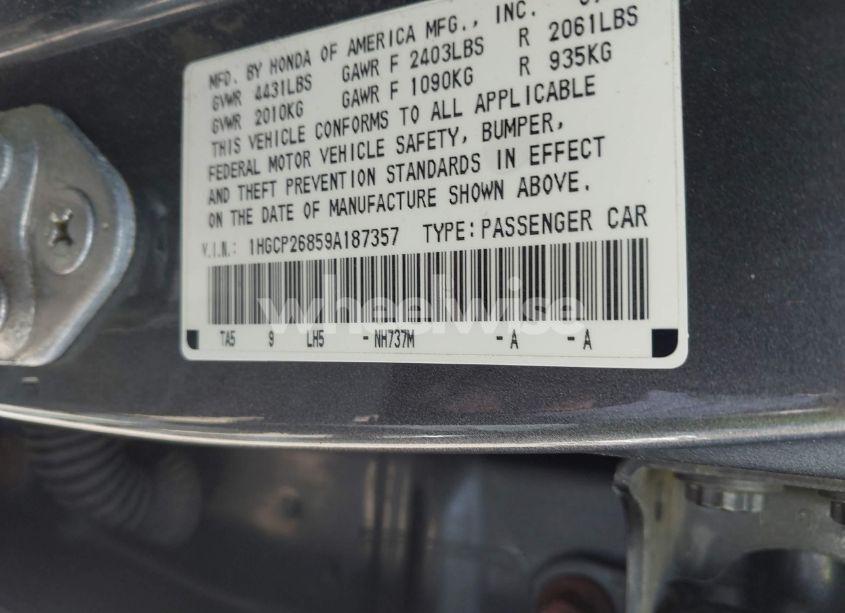 MFD. BY HONDA OF AMERICA MFG., INC.
GVWR 4431LBS GAWR F 2403LBS R 2061LBS
GVWR 2010KG GAWR F 1090KG R 935KG
THIS VEHICLE CONFORMS TO ALL APPLICABLE
FEDERAL MOTOR VEHICLE SAFETY, BUMPER,
AND THEFT PREVENTION STANDARDS IN EFFECT
ON THE DATE OF MANUFACTURE SHOWN ABOVE.
V.I.N.: 1HGCP26859A187357 TYPE:PASSENGER CAR
wheelwise
TA5 9 LH5 - NH737M - A - A